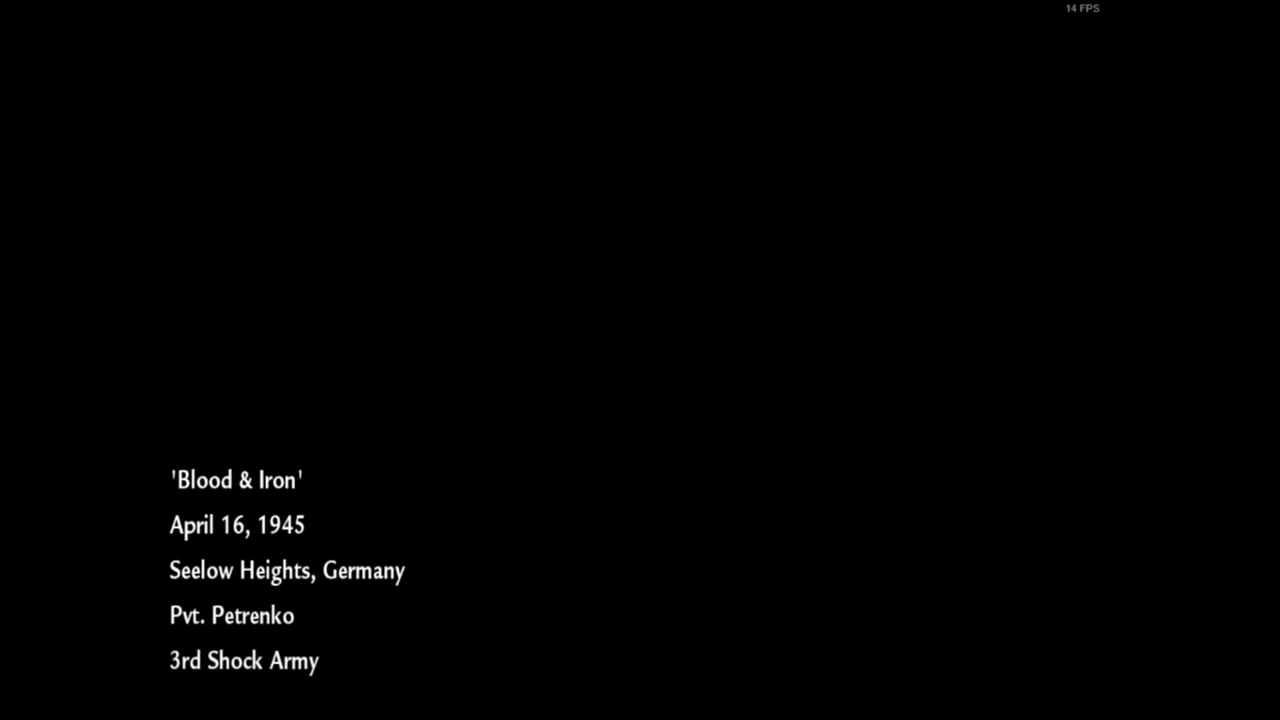 14 FPS
'Blood & Iron'
April 16, 1945
Seelow Heights, Germany
Pvt. Petrenko
3rd Shock Army